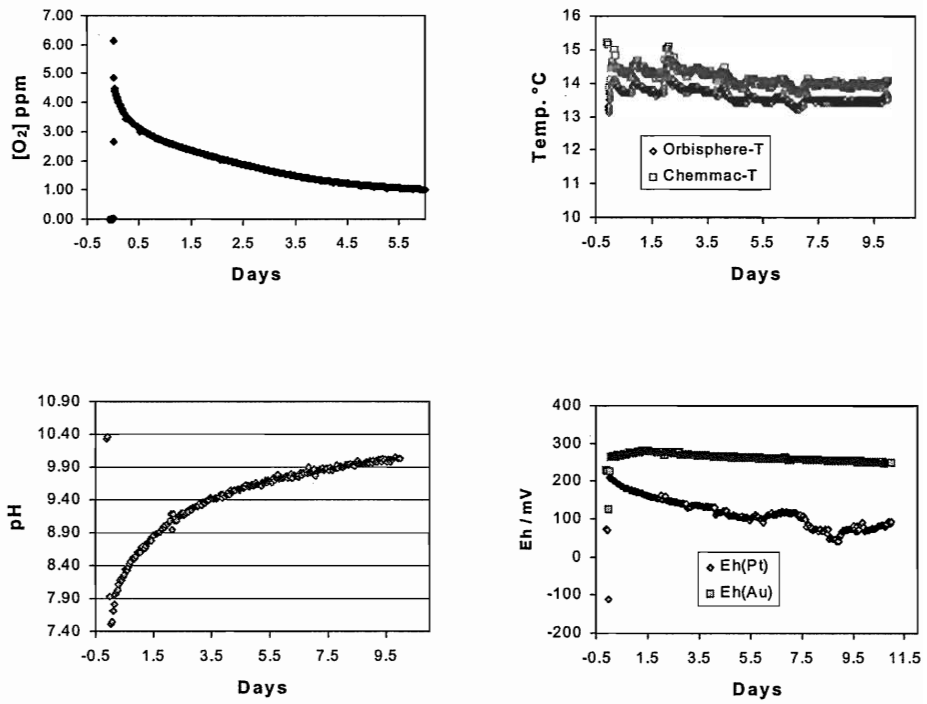 7.00
6.00
5.00
4.00
3.00
2.00
1.00
0.00
[O2] ppm
-0.5 0.5 1.5 2.5 3.5 4.5 5.5
Days
16
15
14
13
12
11
10
Temp. °C
Orbisphere-T
Chemmac-T
-0.5 1.5 3.5 5.5 7.5 9.5
Days
10.90
10.40
9.90
9.40
8.90
8.40
7.90
7.40
pH
-0.5 1.5 3.5 5.5 7.5 9.5
Days
400
300
200
100
0
-100
-200
Eh / mV
Eh(Pt)
Eh(Au)
-0.5 1.5 3.5 5.5 7.5 9.5 11.5
Days